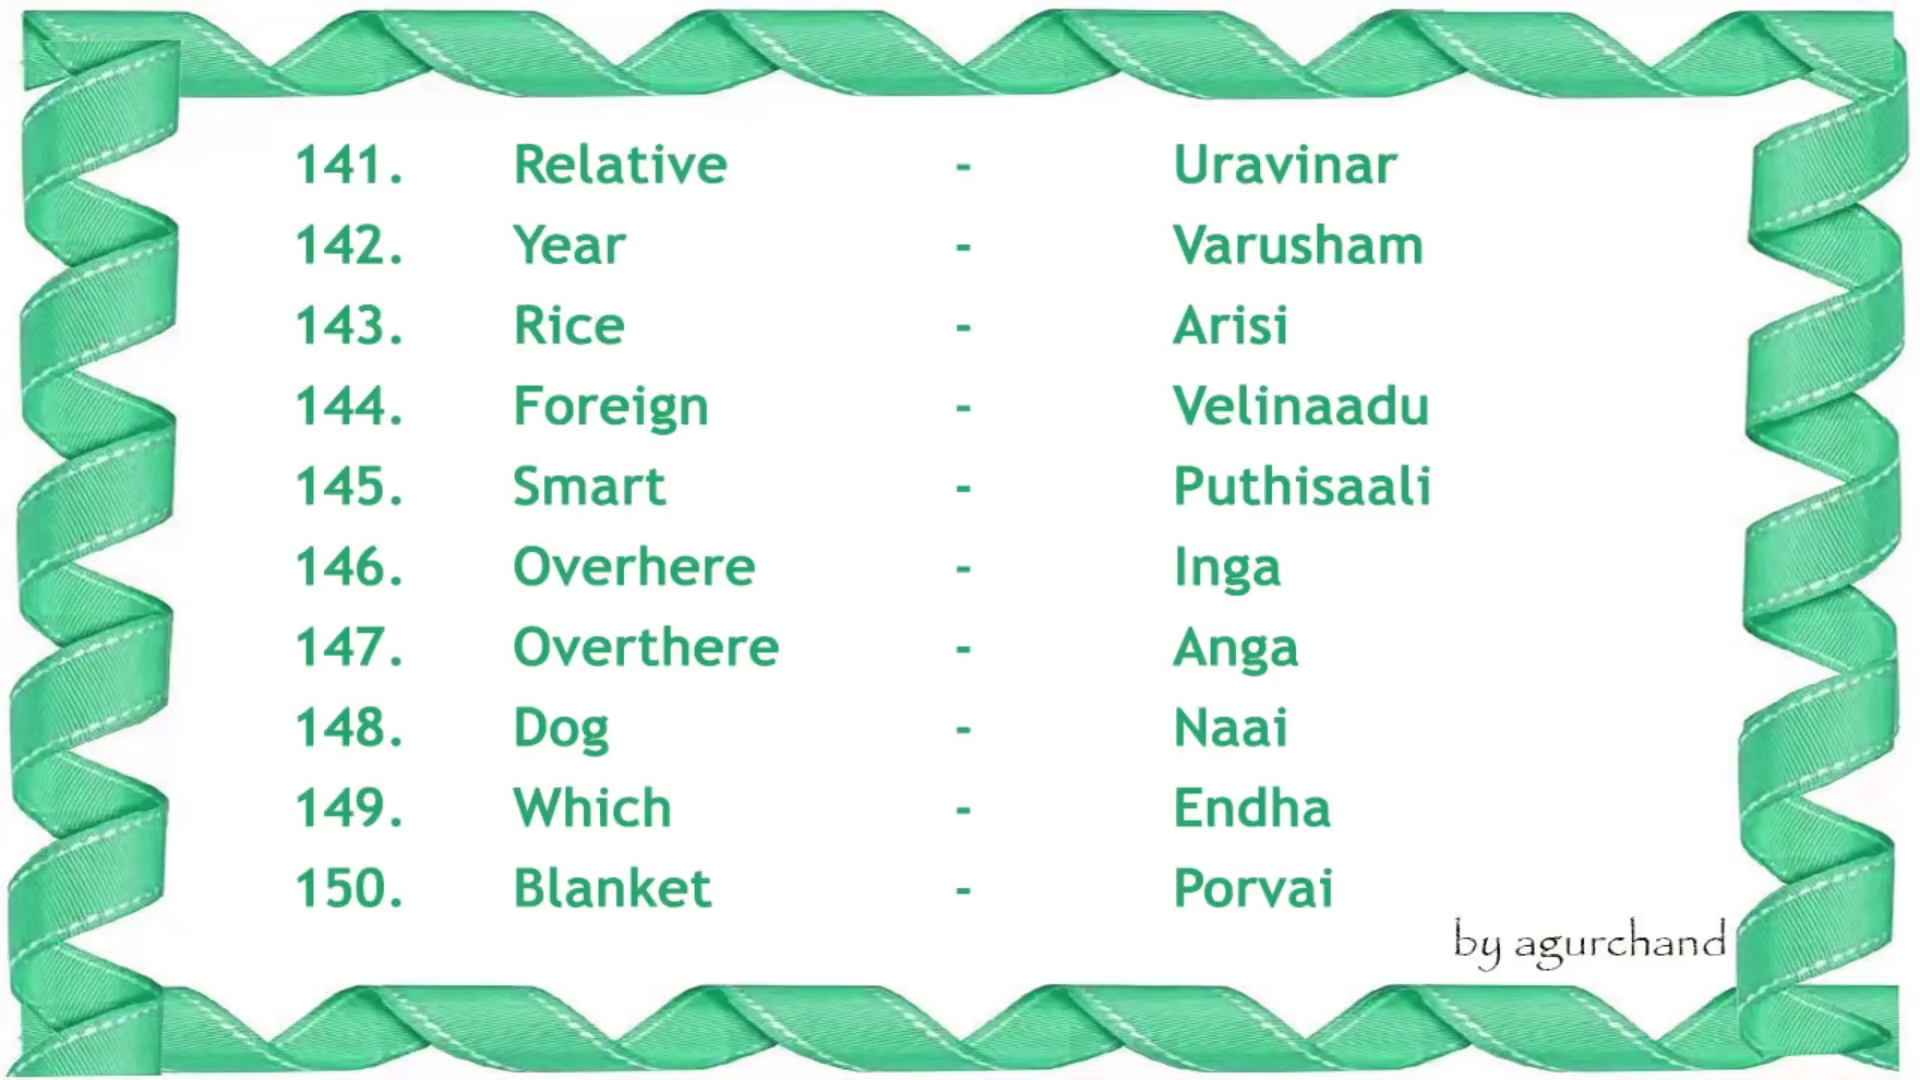 141. Relative - Uravinar
142. Year - Varusham
143. Rice - Arisi
144. Foreign - Velinaadu
145. Smart - Puthisaali
146. Overhere - Inga
147. Overthere - Anga
148. Dog - Naai
149. Which - Endha
150. Blanket - Porvai
by agurchand